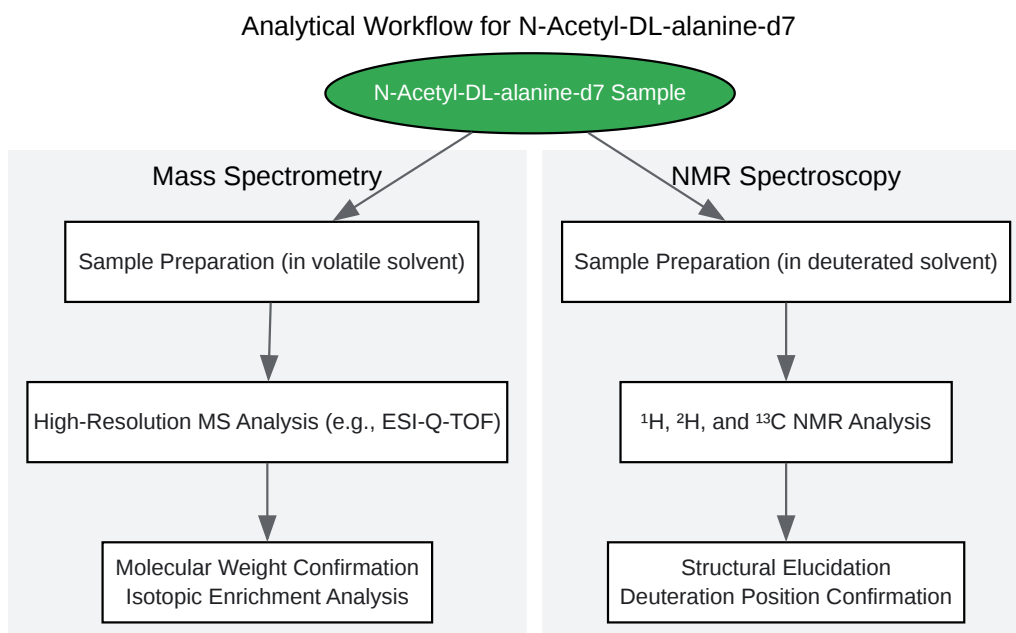 Analytical Workflow for N-Acetyl-DL-alanine-d7
N-Acetyl-DL-alanine-d7 Sample
Mass Spectrometry
Sample Preparation (in volatile solvent)
High-Resolution MS Analysis (e.g., ESI-Q-TOF)
Molecular Weight Confirmation
Isotopic Enrichment Analysis
NMR Spectroscopy
Sample Preparation (in deuterated solvent)
¹H, ²H, and ¹³C NMR Analysis
Structural Elucidation
Deuteration Position Confirmation